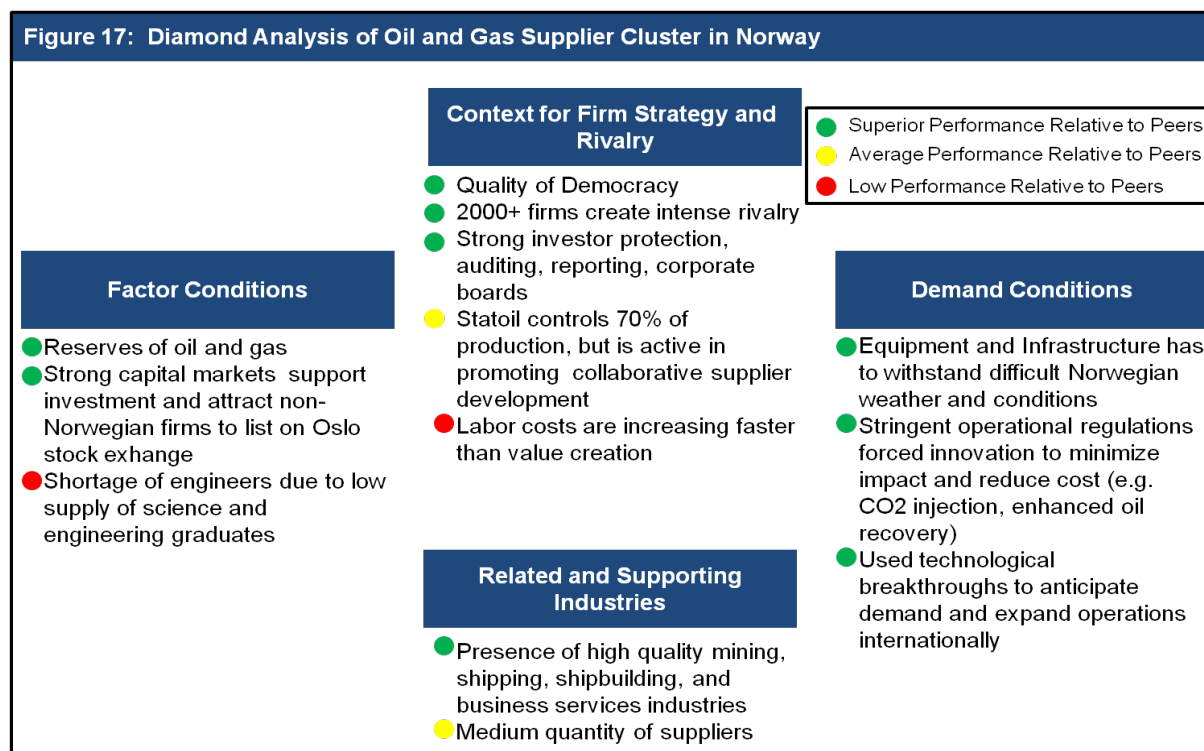 Figure 17: Diamond Analysis of Oil and Gas Supplier Cluster in Norway
Context for Firm Strategy and
Rivalry
Quality of Democracy
2000+ firms create intense rivalry
Strong investor protection,
auditing, reporting, corporate
boards
Statoil controls 70% of
production, but is active in
promoting collaborative supplier
development
Labor costs are increasing faster
than value creation
Superior Performance Relative to Peers
Average Performance Relative to Peers
Low Performance Relative to Peers
Factor Conditions
Reserves of oil and gas
Strong capital markets support
investment and attract non-
Norwegian firms to list on Oslo
stock exhange
Shortage of engineers due to low
supply of science and
engineering graduates
Demand Conditions
Equipment and Infrastructure has
to withstand difficult Norwegian
weather and conditions
Stringent operational regulations
forced innovation to minimize
impact and reduce cost (e.g.
CO2 injection, enhanced oil
recovery)
Used technological
breakthroughs to anticipate
demand and expand operations
internationally
Related and Supporting
Industries
Presence of high quality mining,
shipping, shipbuilding, and
business services industries
Medium quantity of suppliers